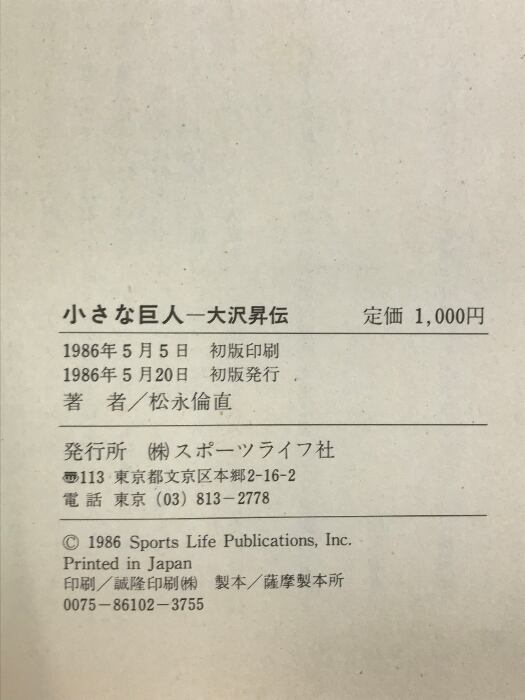 小さな巨人―大沢昇伝 定価 1,000円
1986年5月5日 初版印刷
1986年5月20日 初版発行
著 者／松永倫直
発行所 ㈱スポーツライフ社
〠113 東京都文京区本郷2-16-2
電話 東京 (03) 813-2778
© 1986 Sports Life Publications, Inc.
Printed in Japan
印刷／誠隆印刷㈱ 製本／薩摩製本所
0075-86102-3755